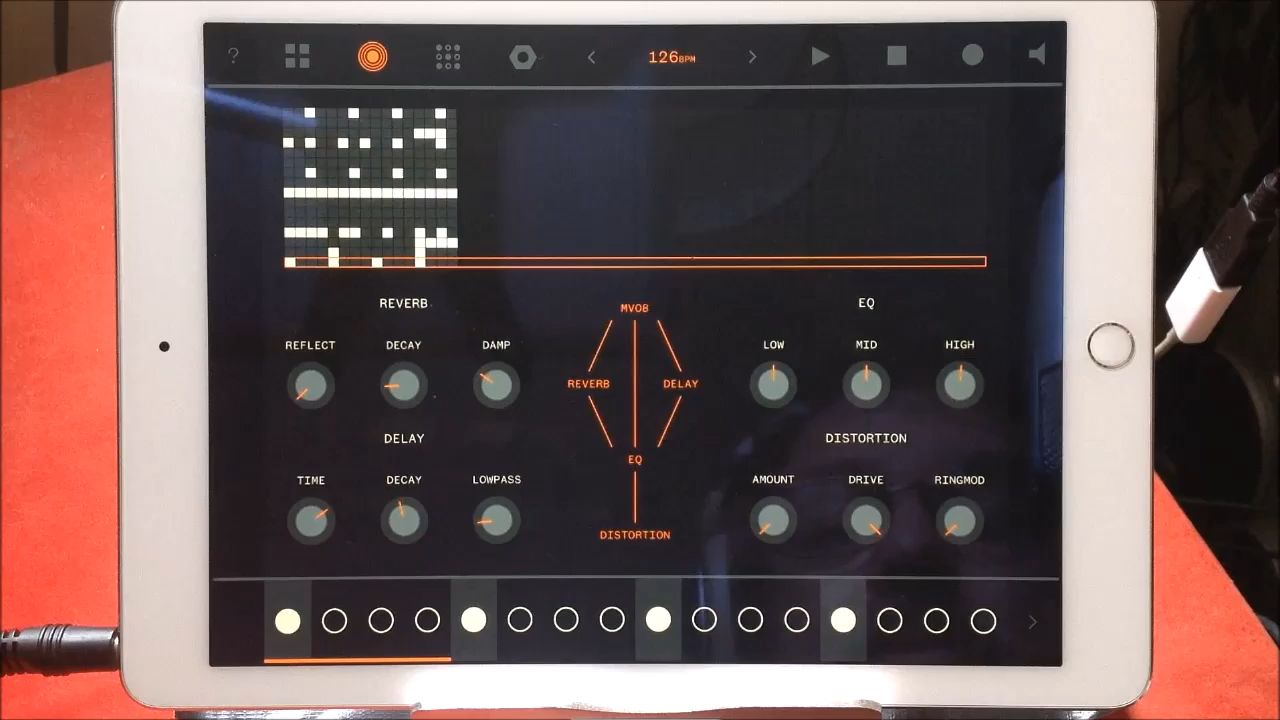 ?
126BPM
REVERB
MVOB
EQ
REFLECT DECAY DAMP
LOW MID HIGH
REVERB DELAY
DELAY
DISTORTION
EQ
TIME DECAY LOWPASS
AMOUNT DRIVE RINGMOD
DISTORTION